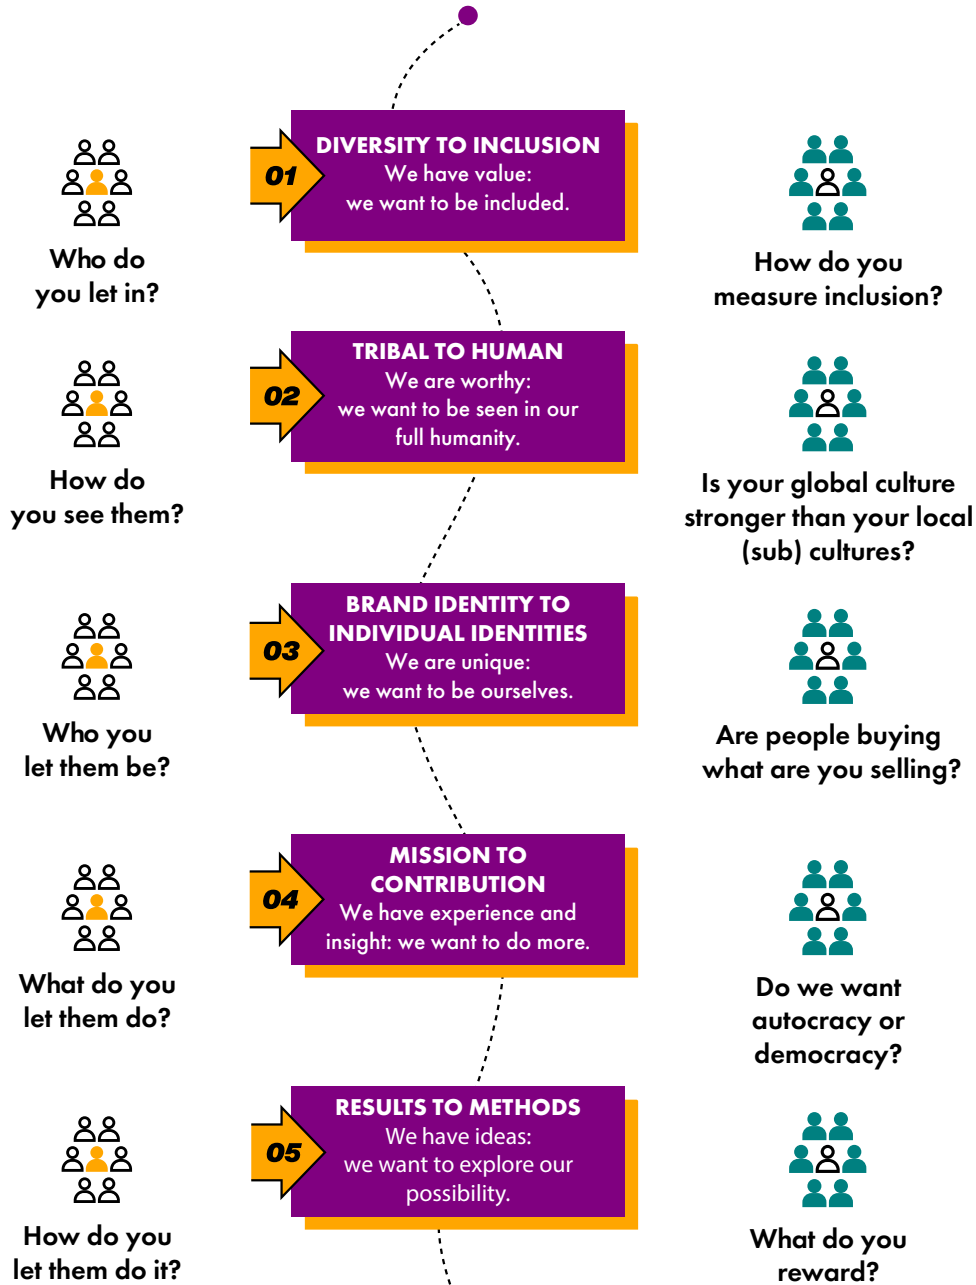 01
DIVERSITY TO INCLUSION
We have value:
we want to be included.
Who do
you let in?
How do you
measure inclusion?
02
TRIBAL TO HUMAN
We are worthy:
we want to be seen in our
full humanity.
How do
you see them?
Is your global culture
stronger than your local
(sub) cultures?
03
BRAND IDENTITY TO
INDIVIDUAL IDENTITIES
We are unique:
we want to be ourselves.
Who you
let them be?
Are people buying
what are you selling?
04
MISSION TO
CONTRIBUTION
We have experience and
insight: we want to do more.
What do you
let them do?
Do we want
autocracy or
democracy?
05
RESULTS TO METHODS
We have ideas:
we want to explore our
possibility.
How do you
let them do it?
What do you
reward?